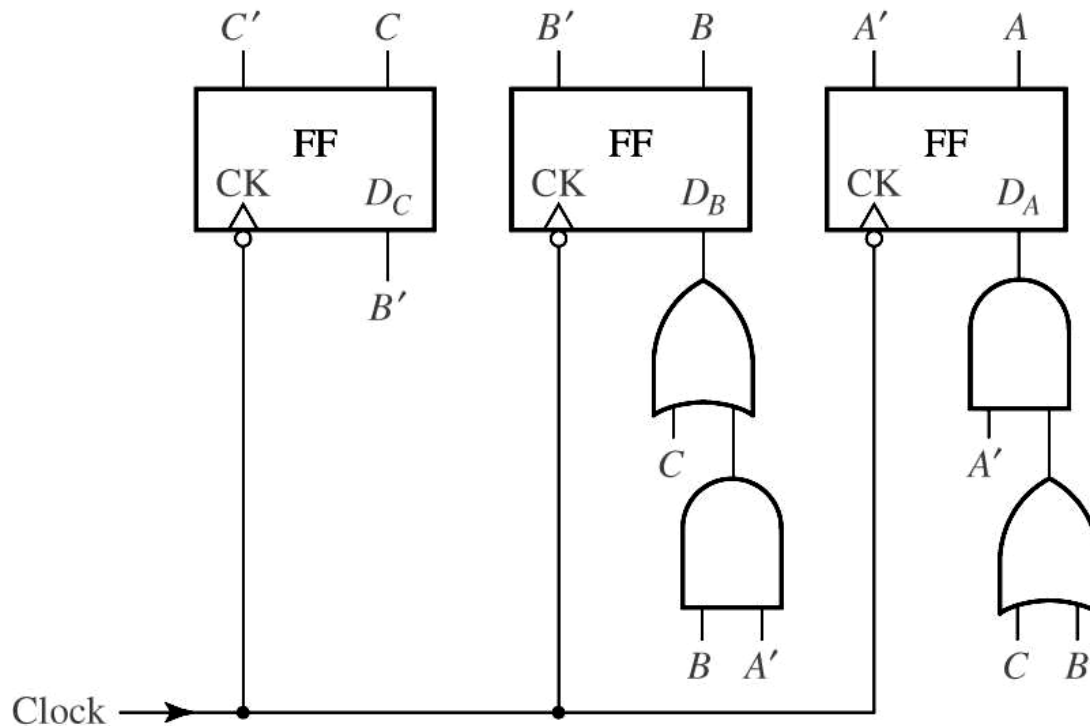 C′ C B′ B A′ A
FF FF FF
CK D_C CK D_B CK D_A
B′
C A′
B A′ C B
Clock